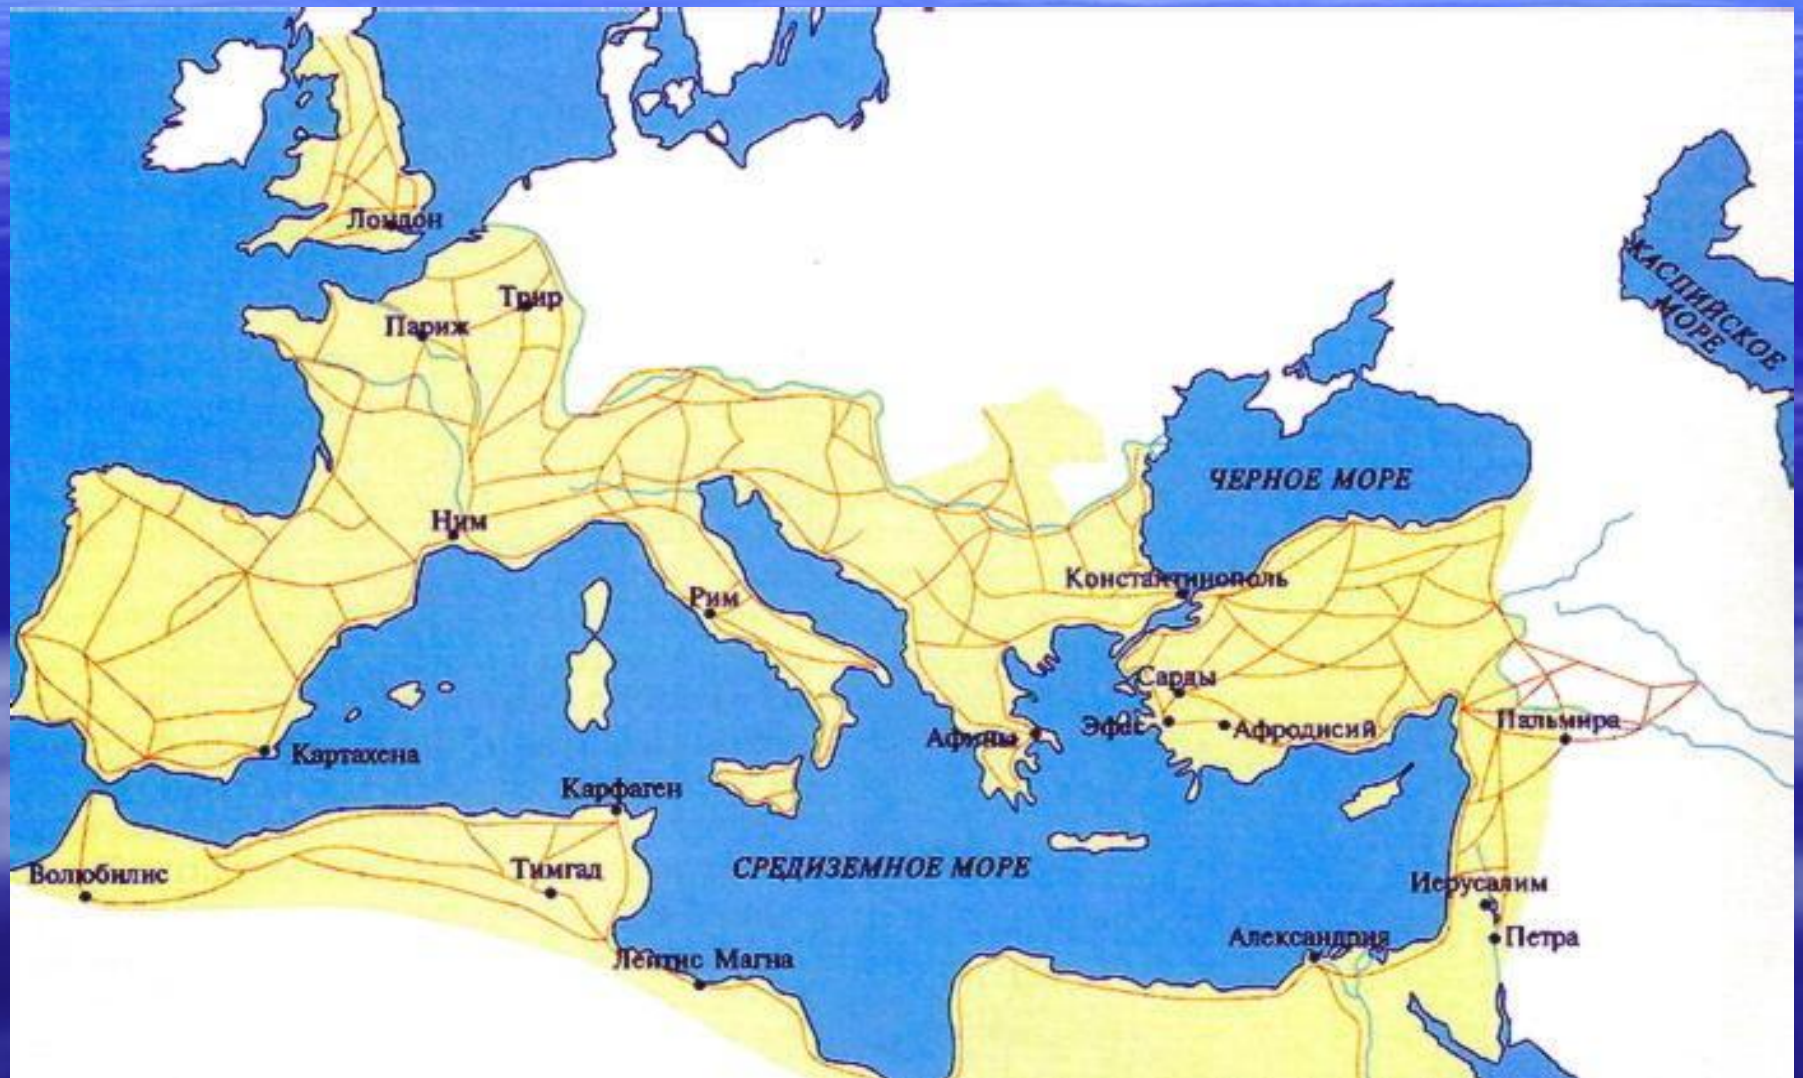 Лондон
КАСПИЙСКОЕ
МОРЕ
Трир
Париж
ЧЕРНОЕ МОРЕ
Ним
Константинополь
Рим
Сарды
Эфес
Афродисий
Пальмира
Афины
Картахена
Карфаген
СРЕДИЗЕМНОЕ МОРЕ
Волюбилис
Тимгад
Иерусалим
Александрия
Петра
Лептис Магна